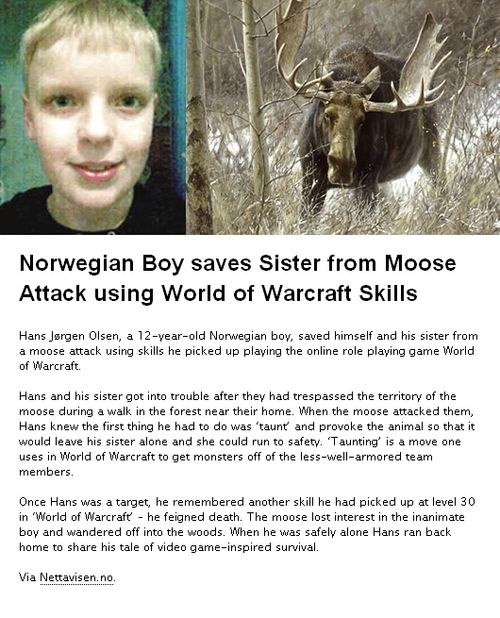 Norwegian Boy saves Sister from Moose
Attack using World of Warcraft Skills
Hans Jørgen Olsen, a 12-year-old Norwegian boy, saved himself and his sister from
a moose attack using skills he picked up playing the online role playing game World
of Warcraft.
Hans and his sister got into trouble after they had trespassed the territory of the
moose during a walk in the forest near their home. When the moose attacked them,
Hans knew the first thing he had to do was ‘taunt’ and provoke the animal so that it
would leave his sister alone and she could run to safety. ‘Taunting’ is a move one
uses in World of Warcraft to get monsters off of the less-well-armored team
members.
Once Hans was a target, he remembered another skill he had picked up at level 30
in ‘World of Warcraft’ - he feigned death. The moose lost interest in the inanimate
boy and wandered off into the woods. When he was safely alone Hans ran back
home to share his tale of video game-inspired survival.
Via Nettavisen.no.